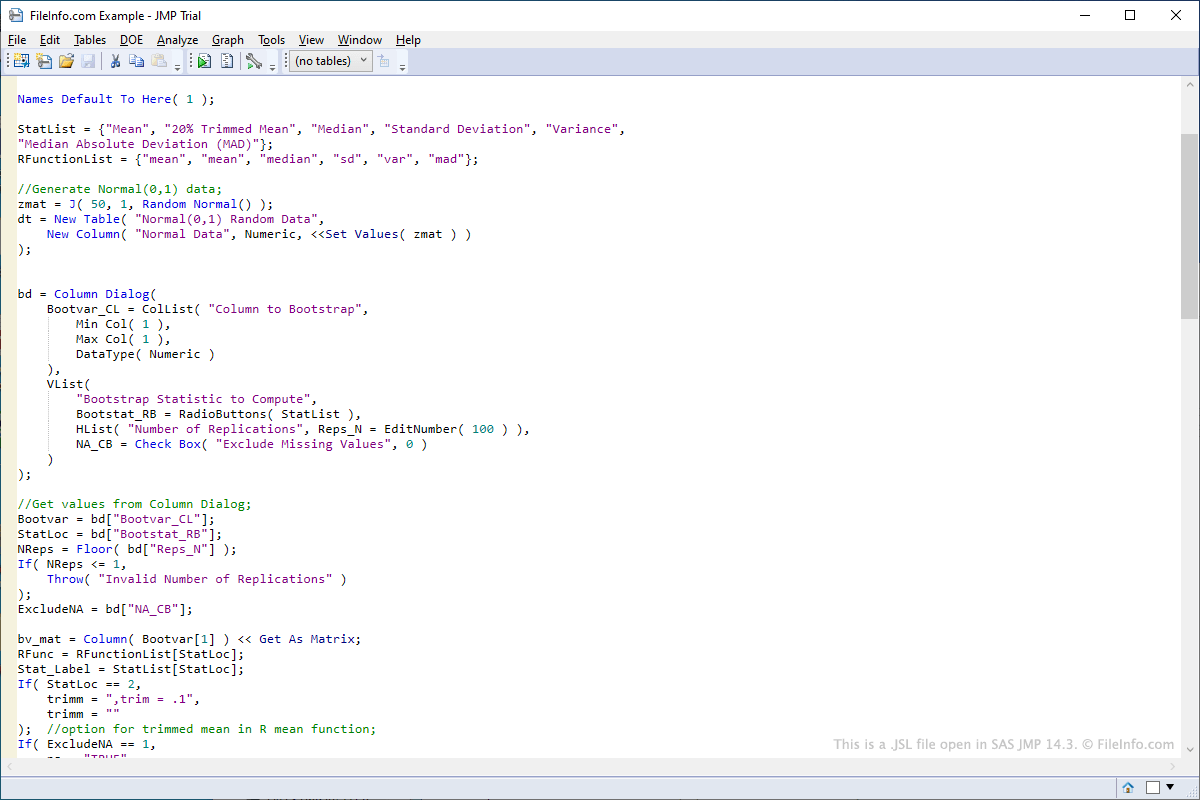 FileInfo.com Example - JMP Trial
File Edit Tables DOE Analyze Graph Tools View Window Help
(no tables)
Names Default To Here( 1 );
StatList = {"Mean", "20% Trimmed Mean", "Median", "Standard Deviation", "Variance",
"Median Absolute Deviation (MAD)"};
RFunctionList = {"mean", "mean", "median", "sd", "var", "mad"};
//Generate Normal(0,1) data;
zmat = J( 50, 1, Random Normal() );
dt = New Table( "Normal(0,1) Random Data",
New Column( "Normal Data", Numeric, <<Set Values( zmat ) )
);
bd = Column Dialog(
Bootvar_CL = ColList( "Column to Bootstrap",
Min Col( 1 ),
Max Col( 1 ),
DataType( Numeric )
),
VList(
"Bootstrap Statistic to Compute",
Bootstat_RB = RadioButtons( StatList ),
HList( "Number of Replications", Reps_N = EditNumber( 100 ) ),
NA_CB = Check Box( "Exclude Missing Values", 0 )
)
);
//Get values from Column Dialog;
Bootvar = bd["Bootvar_CL"];
StatLoc = bd["Bootstat_RB"];
NReps = Floor( bd["Reps_N"] );
If( NReps <= 1,
Throw( "Invalid Number of Replications" )
);
ExcludeNA = bd["NA_CB"];
bv_mat = Column( Bootvar[1] ) << Get As Matrix;
RFunc = RFunctionList[StatLoc];
Stat_Label = StatList[StatLoc];
If( StatLoc == 2,
trimm = ",trim = .1",
trimm = ""
);  //option for trimmed mean in R mean function;
If( ExcludeNA == 1,
This is a .JSL file open in SAS JMP 14.3. © FileInfo.com